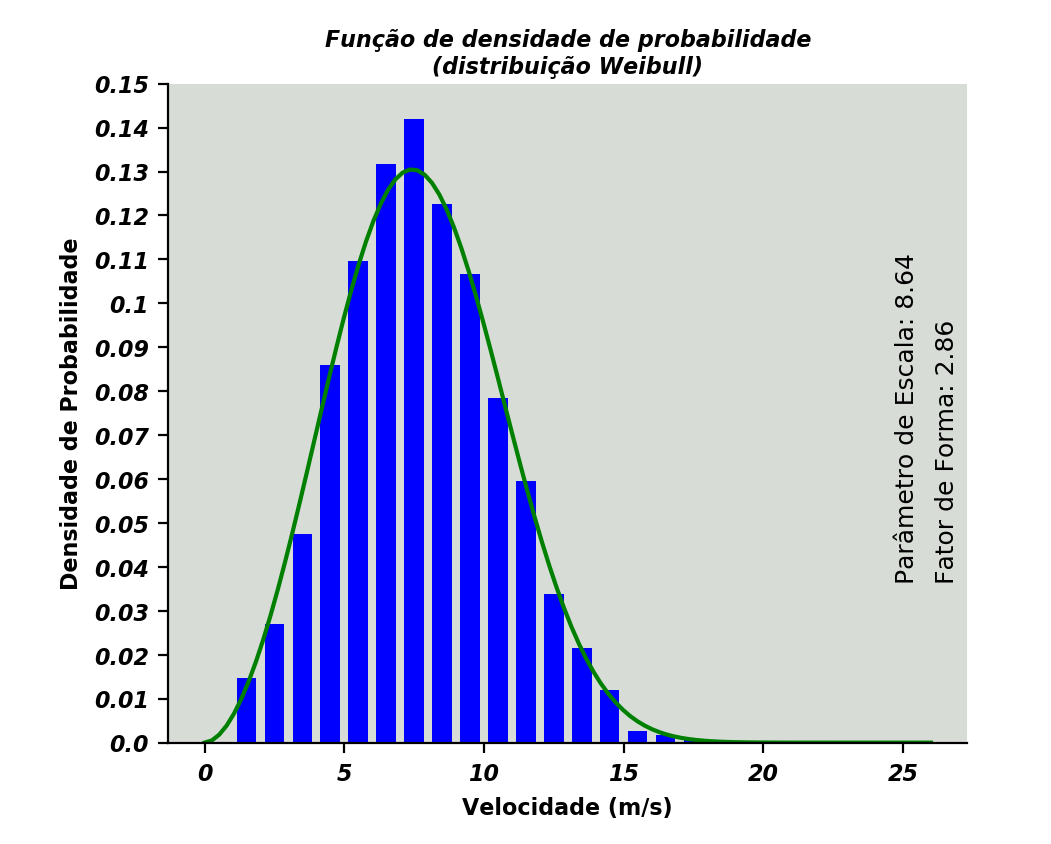 Função de densidade de probabilidade
(distribuição Weibull)
0.15
0.14
0.13
0.12
0.11
0.1
0.09
0.08
0.07
0.06
0.05
0.04
0.03
0.02
0.01
0.0
Densidade de Probabilidade
Parâmetro de Escala: 8.64
Fator de Forma: 2.86
0 5 10 15 20 25
Velocidade (m/s)